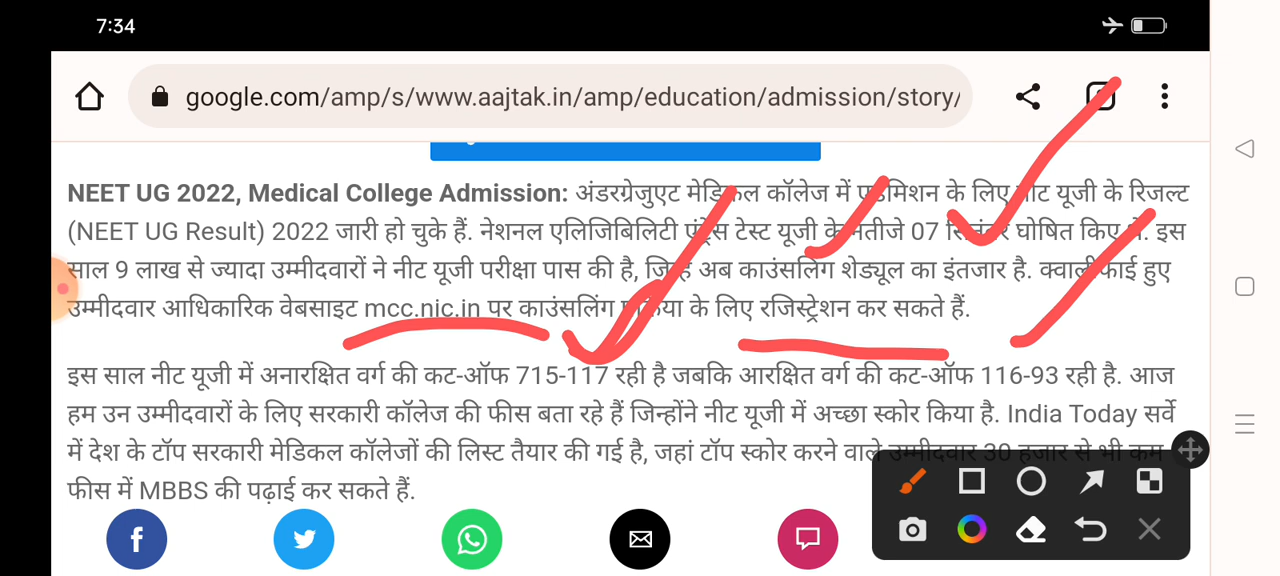 7:34
google.com/amp/s/www.aajtak.in/amp/education/admission/story/
NEET UG 2022, Medical College Admission: अंडरग्रेजुएट मेडिकल कॉलेज में एडमिशन के लिए नीट यूजी के रिजल्ट
(NEET UG Result) 2022 जारी हो चुके हैं. नेशनल एलिजिबिलिटी एंट्रेंस टेस्ट यूजी के नतीजे 07 सितंबर घोषित किए थे. इस
साल 9 लाख से ज्यादा उम्मीदवारों ने नीट यूजी परीक्षा पास की है, जिन्हें अब काउंसलिंग शेड्यूल का इंतजार है. क्वालीफाई हुए
उम्मीदवार आधिकारिक वेबसाइट mcc.nic.in पर काउंसलिंग प्रक्रिया के लिए रजिस्ट्रेशन कर सकते हैं.
इस साल नीट यूजी में अनारक्षित वर्ग की कट-ऑफ 715-117 रही है जबकि आरक्षित वर्ग की कट-ऑफ 116-93 रही है. आज
हम उन उम्मीदवारों के लिए सरकारी कॉलेज की फीस बता रहे हैं जिन्होंने नीट यूजी में अच्छा स्कोर किया है. India Today सर्वे
में देश के टॉप सरकारी मेडिकल कॉलेजों की लिस्ट तैयार की गई है, जहां टॉप स्कोर करने वाले उम्मीदवार 30 हजार से भी कम
फीस में MBBS की पढ़ाई कर सकते हैं.